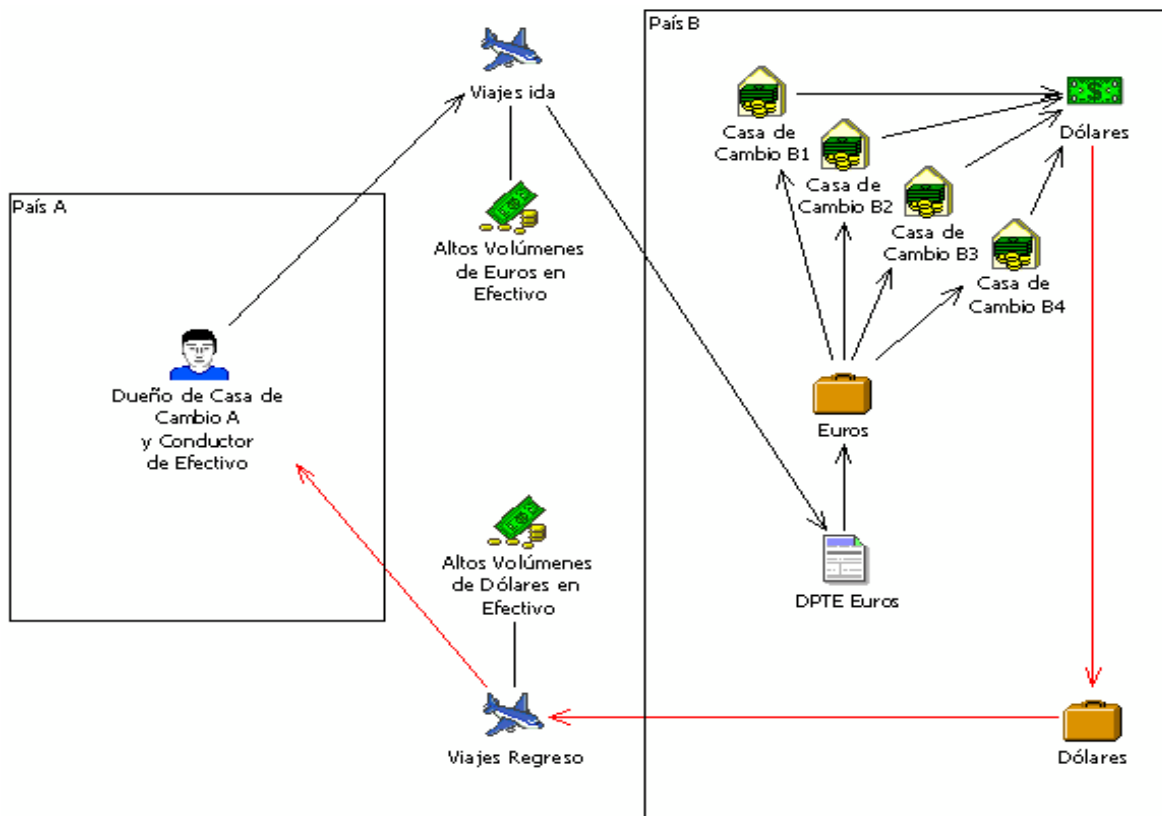 País B
Viajes ida
Casa de
Cambio B1
Casa de
Cambio B2
Casa de
Cambio B3
Casa de
Cambio B4
Dólares
País A
Altos Volúmenes
de Euros en
Efectivo
Dueño de Casa de
Cambio A
y Conductor
de Efectivo
Euros
Altos Volúmenes
de Dólares en
Efectivo
DPTE Euros
Viajes Regreso
Dólares